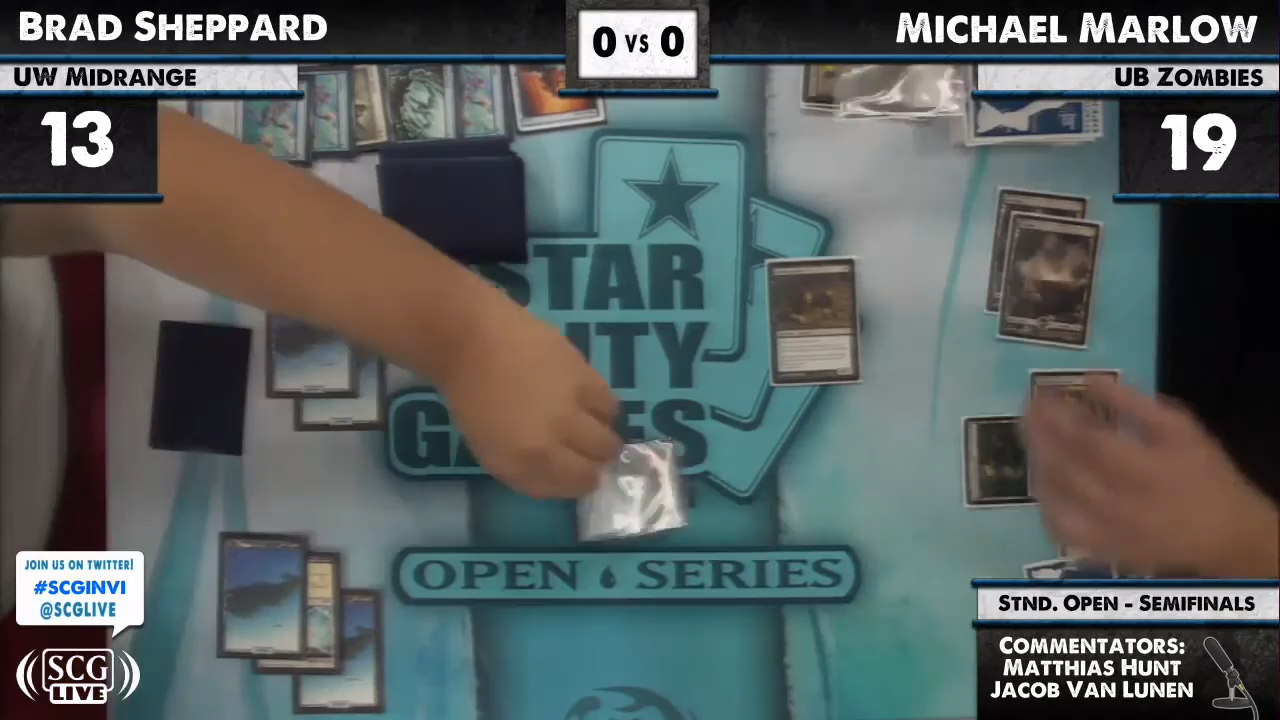 BRAD SHEPPARD
0 VS 0
MICHAEL MARLOW
UW MIDRANGE
UB ZOMBIES
13
19
STAR
CITY
GAMES
OPEN SERIES
JOIN US ON TWITTER!
#SCGINVI
@SCGLIVE
SCG
LIVE
STND. OPEN - SEMIFINALS
COMMENTATORS:
MATTHIAS HUNT
JACOB VAN LUNEN